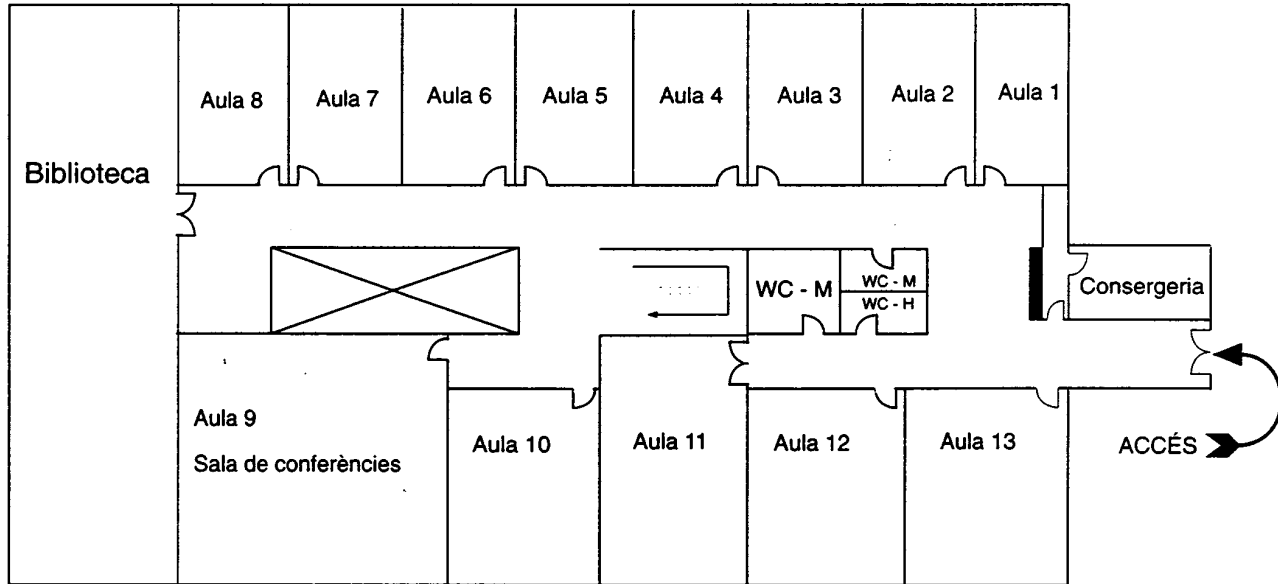 Aula 8
Aula 7
Aula 6
Aula 5
Aula 4
Aula 3
Aula 2
Aula 1
Biblioteca
WC - M
WC - M
WC - H
Consergeria
Aula 9
Sala de conferències
Aula 10
Aula 11
Aula 12
Aula 13
ACCÉS